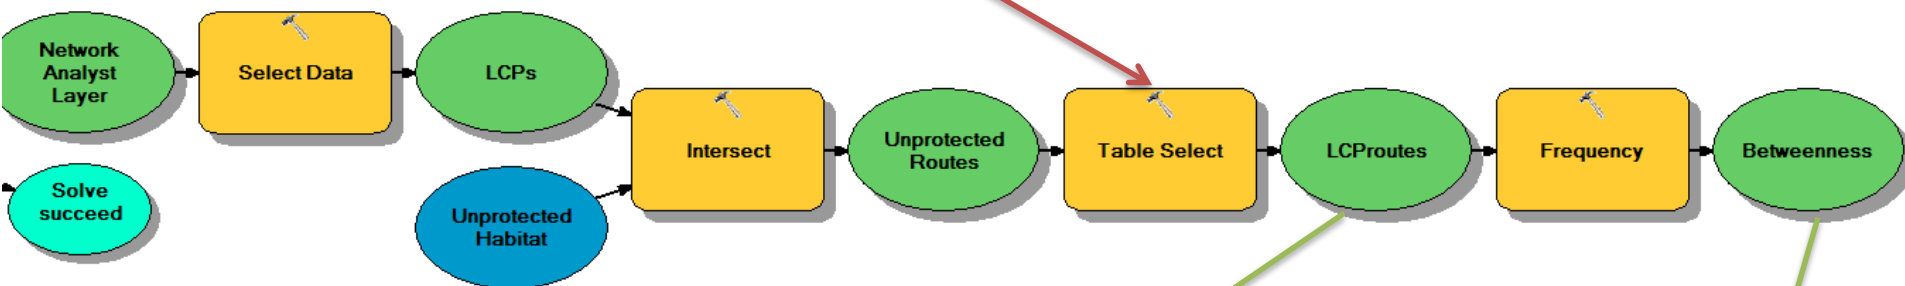 Network
Analyst
Layer
Select Data
LCPs
Solve
succeed
Unprotected
Habitat
Intersect
Unprotected
Routes
Table Select
LCProutes
Frequency
Betweenness